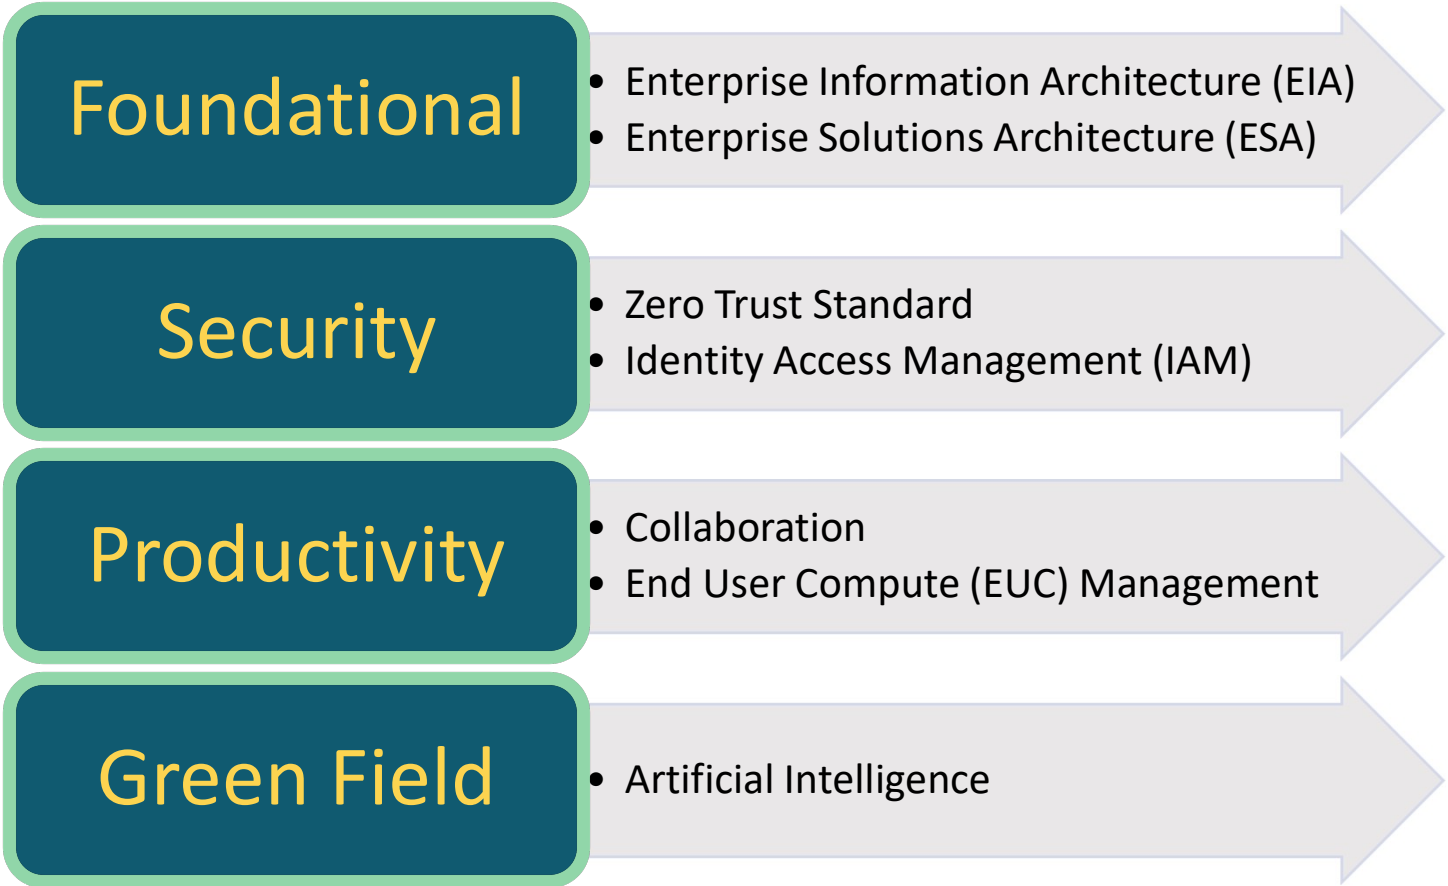 Foundational
• Enterprise Information Architecture (EIA)
• Enterprise Solutions Architecture (ESA)
Security
• Zero Trust Standard
• Identity Access Management (IAM)
Productivity
• Collaboration
• End User Compute (EUC) Management
Green Field
• Artificial Intelligence